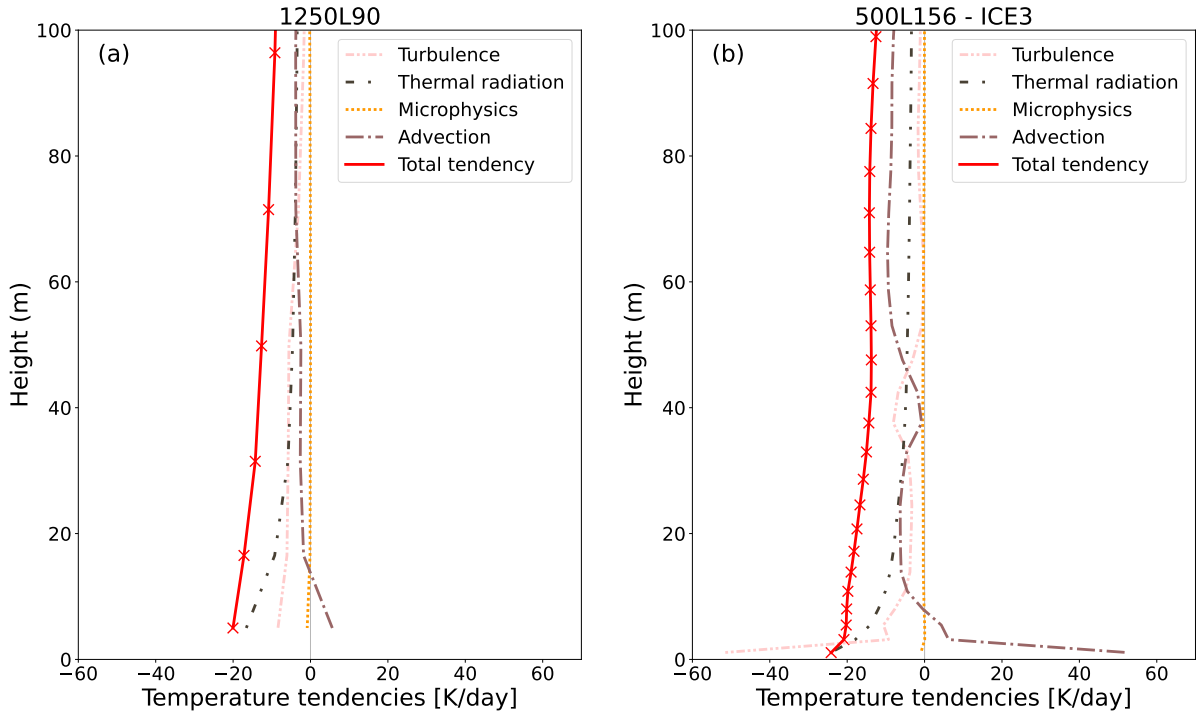 1250L90
(a)
Turbulence
Thermal radiation
Microphysics
Advection
Total tendency
100
80
60
40
20
0
Height (m)
−60
−40
−20
0
20
40
60
Temperature tendencies [K/day]
500L156 - ICE3
(b)
Turbulence
Thermal radiation
Microphysics
Advection
Total tendency
100
80
60
40
20
0
Height (m)
−60
−40
−20
0
20
40
60
Temperature tendencies [K/day]